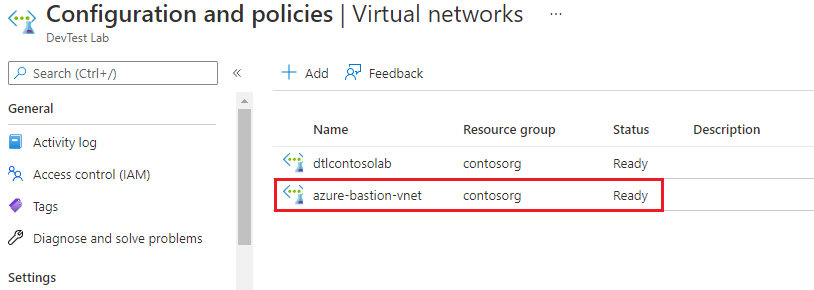 Configuration and policies | Virtual networks ...
DevTest Lab
Search (Ctrl+/) «
+ Add Feedback
General
Activity log
Access control (IAM)
Tags
Diagnose and solve problems
Settings
Name Resource group Status Description
dtlcontosolab contosorg Ready
azure-bastion-vnet contosorg Ready